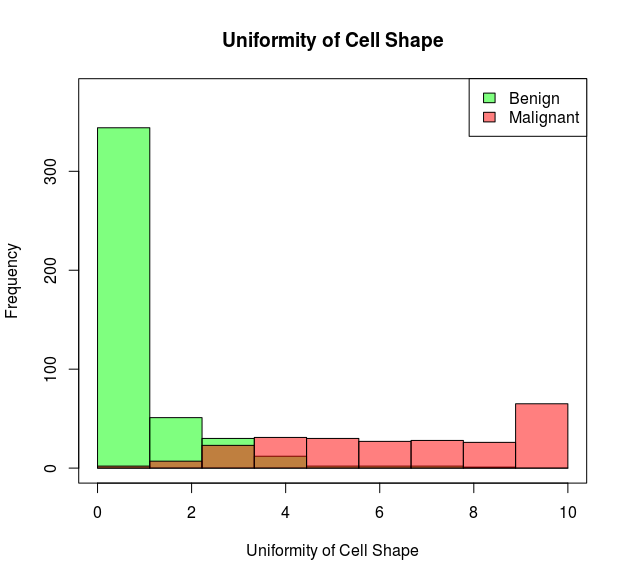 Uniformity of Cell Shape
Benign
Malignant
Frequency
300
200
100
0
0 2 4 6 8 10
Uniformity of Cell Shape